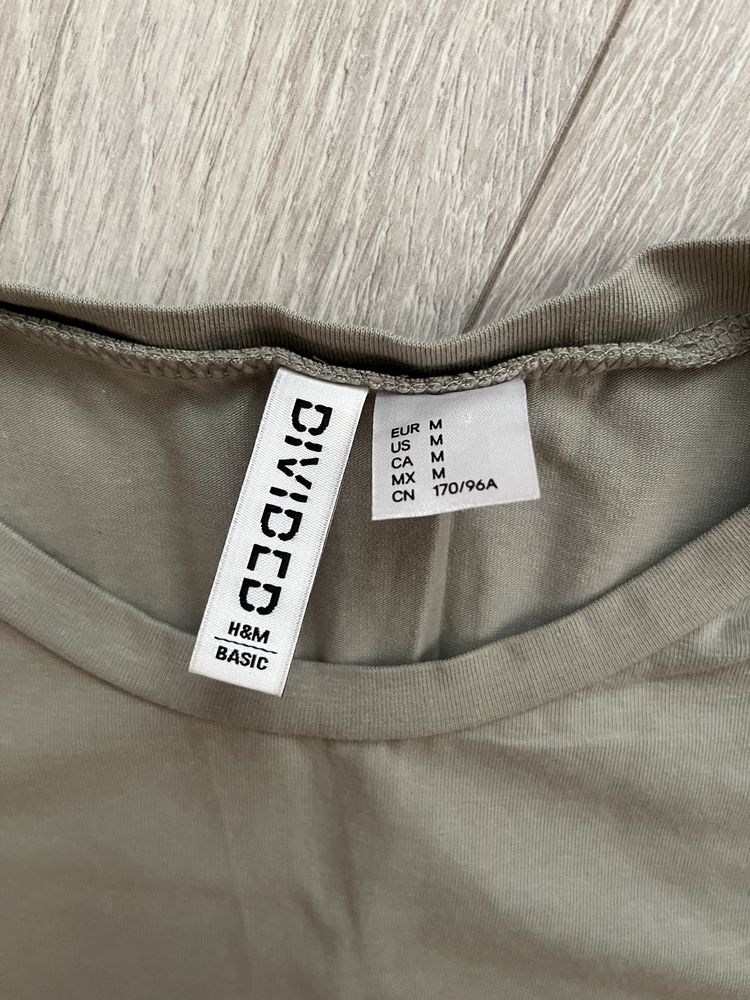 DIVIDED
H&M
BASIC
EUR M
US M
CA M
MX M
CN 170/96A